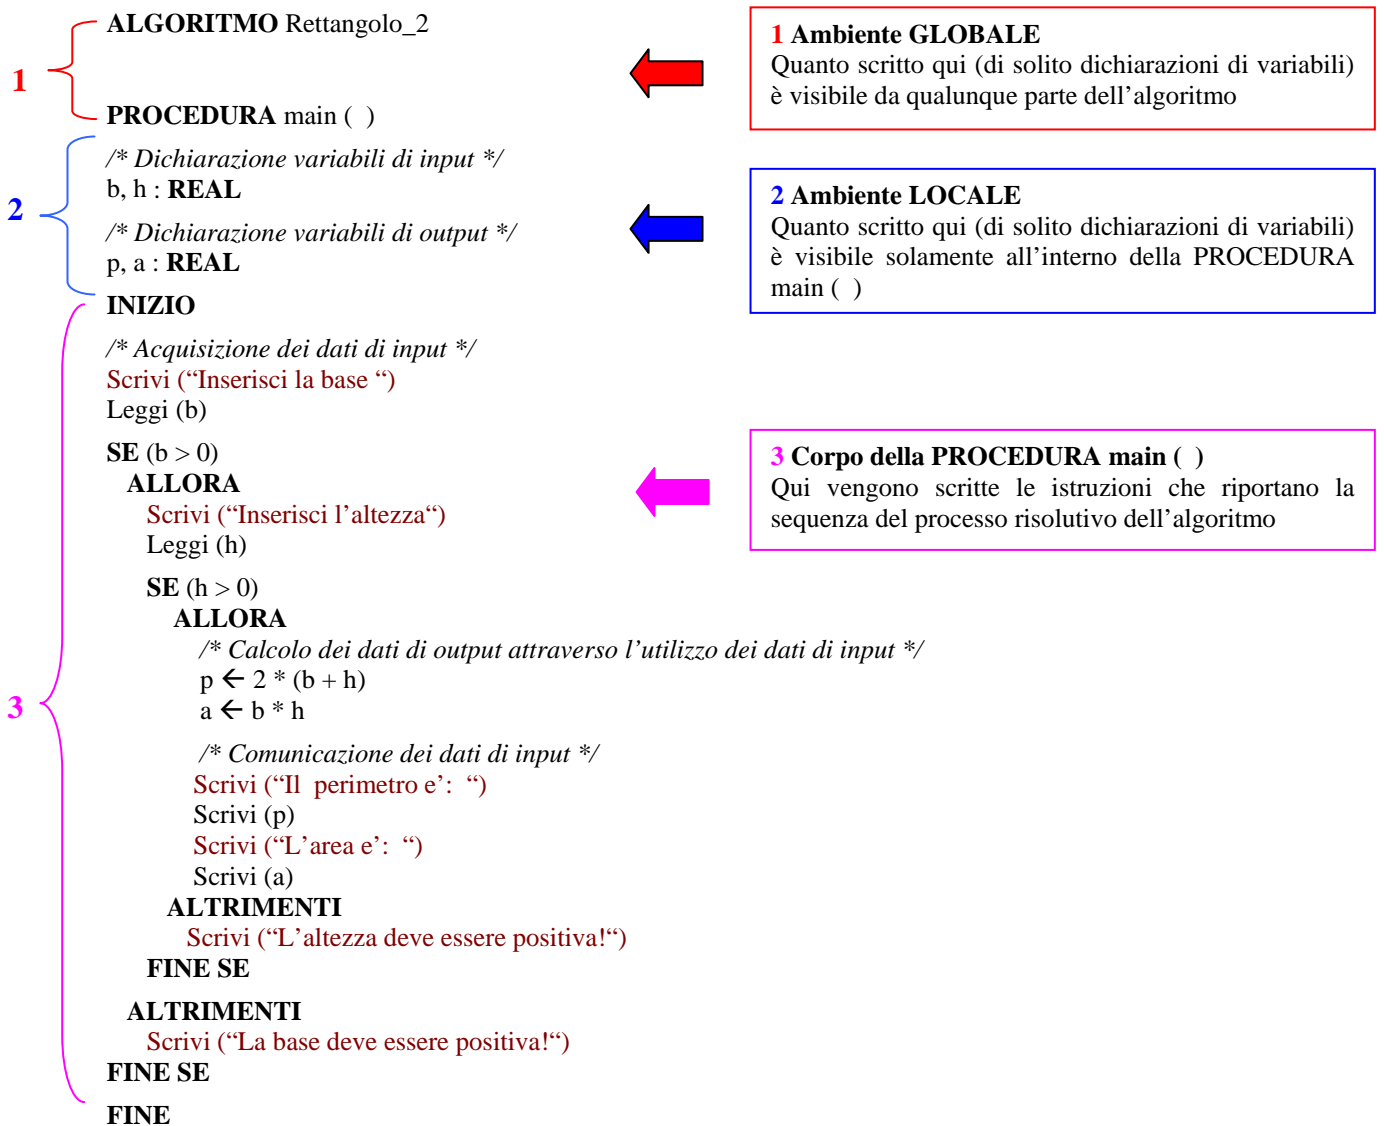 ALGORITMO Rettangolo_2
1
PROCEDURA main ( )
/* Dichiarazione variabili di input */
b, h : REAL
2
/* Dichiarazione variabili di output */
p, a : REAL
INIZIO
/* Acquisizione dei dati di input */
Scrivi (“Inserisci la base “)
Leggi (b)
SE (b > 0)
ALLORA
Scrivi (“Inserisci l’altezza“)
Leggi (h)
SE (h > 0)
ALLORA
/* Calcolo dei dati di output attraverso l’utilizzo dei dati di input */
p ← 2 * (b + h)
3
a ← b * h
/* Comunicazione dei dati di input */
Scrivi (“Il perimetro e’: “)
Scrivi (p)
Scrivi (“L’area e’: “)
Scrivi (a)
ALTRIMENTI
Scrivi (“L’altezza deve essere positiva!“)
FINE SE
ALTRIMENTI
Scrivi (“La base deve essere positiva!“)
FINE SE
FINE
1 Ambiente GLOBALE
Quanto scritto qui (di solito dichiarazioni di variabili)
è visibile da qualunque parte dell’algoritmo
2 Ambiente LOCALE
Quanto scritto qui (di solito dichiarazioni di variabili)
è visibile solamente all’interno della PROCEDURA
main ( )
3 Corpo della PROCEDURA main ( )
Qui vengono scritte le istruzioni che riportano la
sequenza del processo risolutivo dell’algoritmo